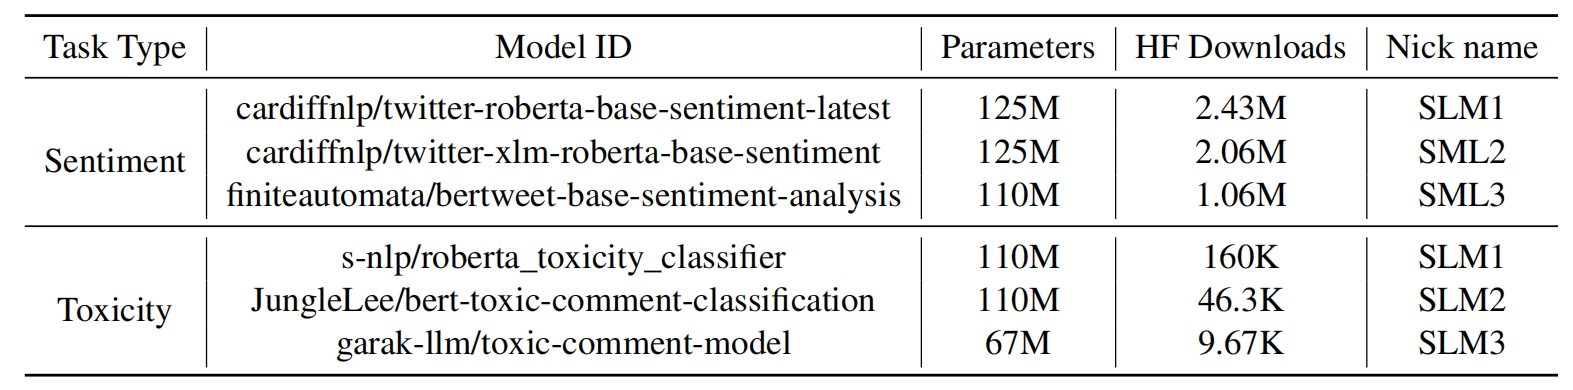 Task Type Model ID Parameters HF Downloads Nick name
cardiffnlp/twitter-roberta-base-sentiment-latest 125M 2.43M SLM1
Sentiment cardiffnlp/twitter-xlm-roberta-base-sentiment 125M 2.06M SML2
finiteautomata/bertweet-base-sentiment-analysis 110M 1.06M SML3
s-nlp/roberta_toxicity_classifier 110M 160K SLM1
Toxicity JungleLee/bert-toxic-comment-classification 110M 46.3K SLM2
garak-llm/toxic-comment-model 67M 9.67K SLM3